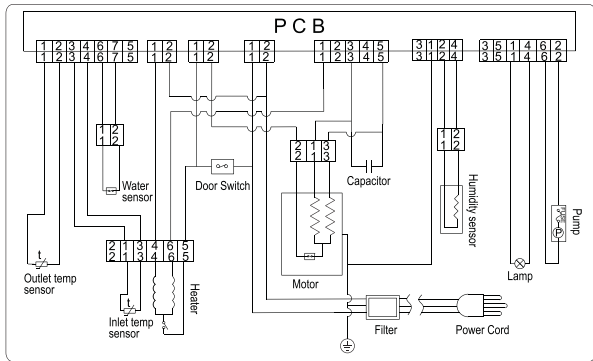 PCB
1 2 3 4 6 7 5
1 2 3 4 6 7 5
1 2
1 2
1 2
1 2
1 2
1 2
1 2 3 4 5
1 2 3 4 5
3 1 2 4
3 1 2 4
3 5 1 4 6 2
3 5 1 4 6 2
1 2
1 2
Water
sensor
Door Switch
2 1 3
2 1 3
Capacitor
1 2
1 2
Humidity sensor
FUSE
P
Pump
t
Outlet temp
sensor
2 1 3 4 6 5
2 1 3 4 6 5
Heater
t
Inlet temp
sensor
Motor
Lamp
Filter
Power Cord